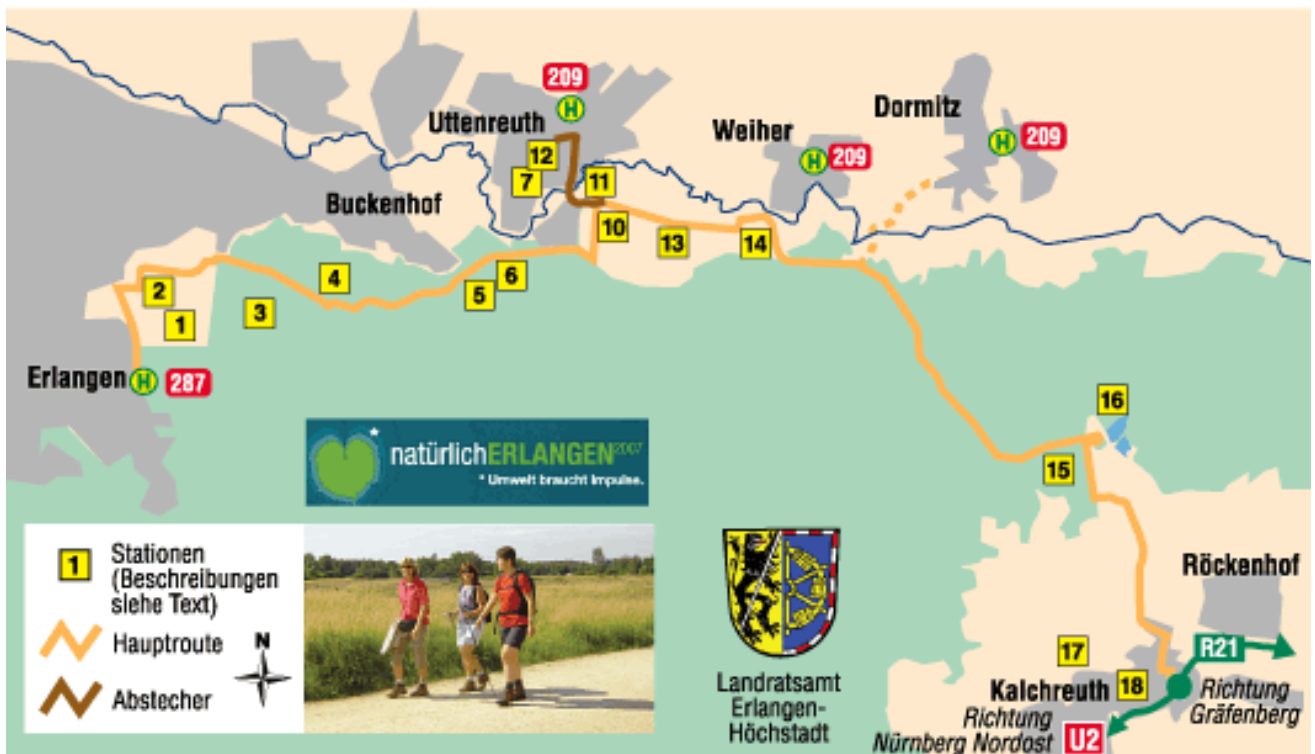 209
Uttenreuth
H
12
7
11
Buckenhof
10
Weiher
H
209
Dormitz
H
209
13
14
2
1
3
4
5
6
Erlangen
H
287
16
15
natürlichERLANGEN2007
* Umwelt braucht Impulse.
1
Stationen
(Beschreibungen
siehe Text)
Hauptroute
N
Abstecher
Landratsamt
Erlangen-
Höchstadt
Röckenhof
R21
17
Kalchreuth
18
Richtung
Gräfenberg
Richtung
Nürnberg Nordost
U2